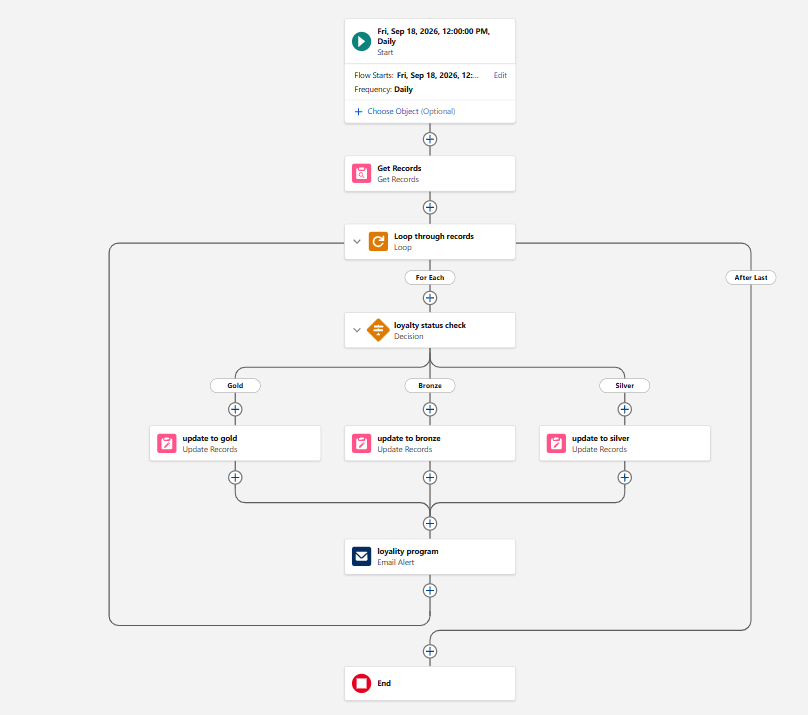 Fri, Sep 18, 2026, 12:00:00 PM,
Daily
Start
Flow Starts: Fri, Sep 18, 2026, 12:... Edit
Frequency: Daily
+ Choose Object (Optional)
Get Records
Get Records
Loop through records
Loop
For Each
After Last
loyalty status check
Decision
Gold
Bronze
Silver
update to gold
Update Records
update to bronze
Update Records
update to silver
Update Records
loyality program
Email Alert
End